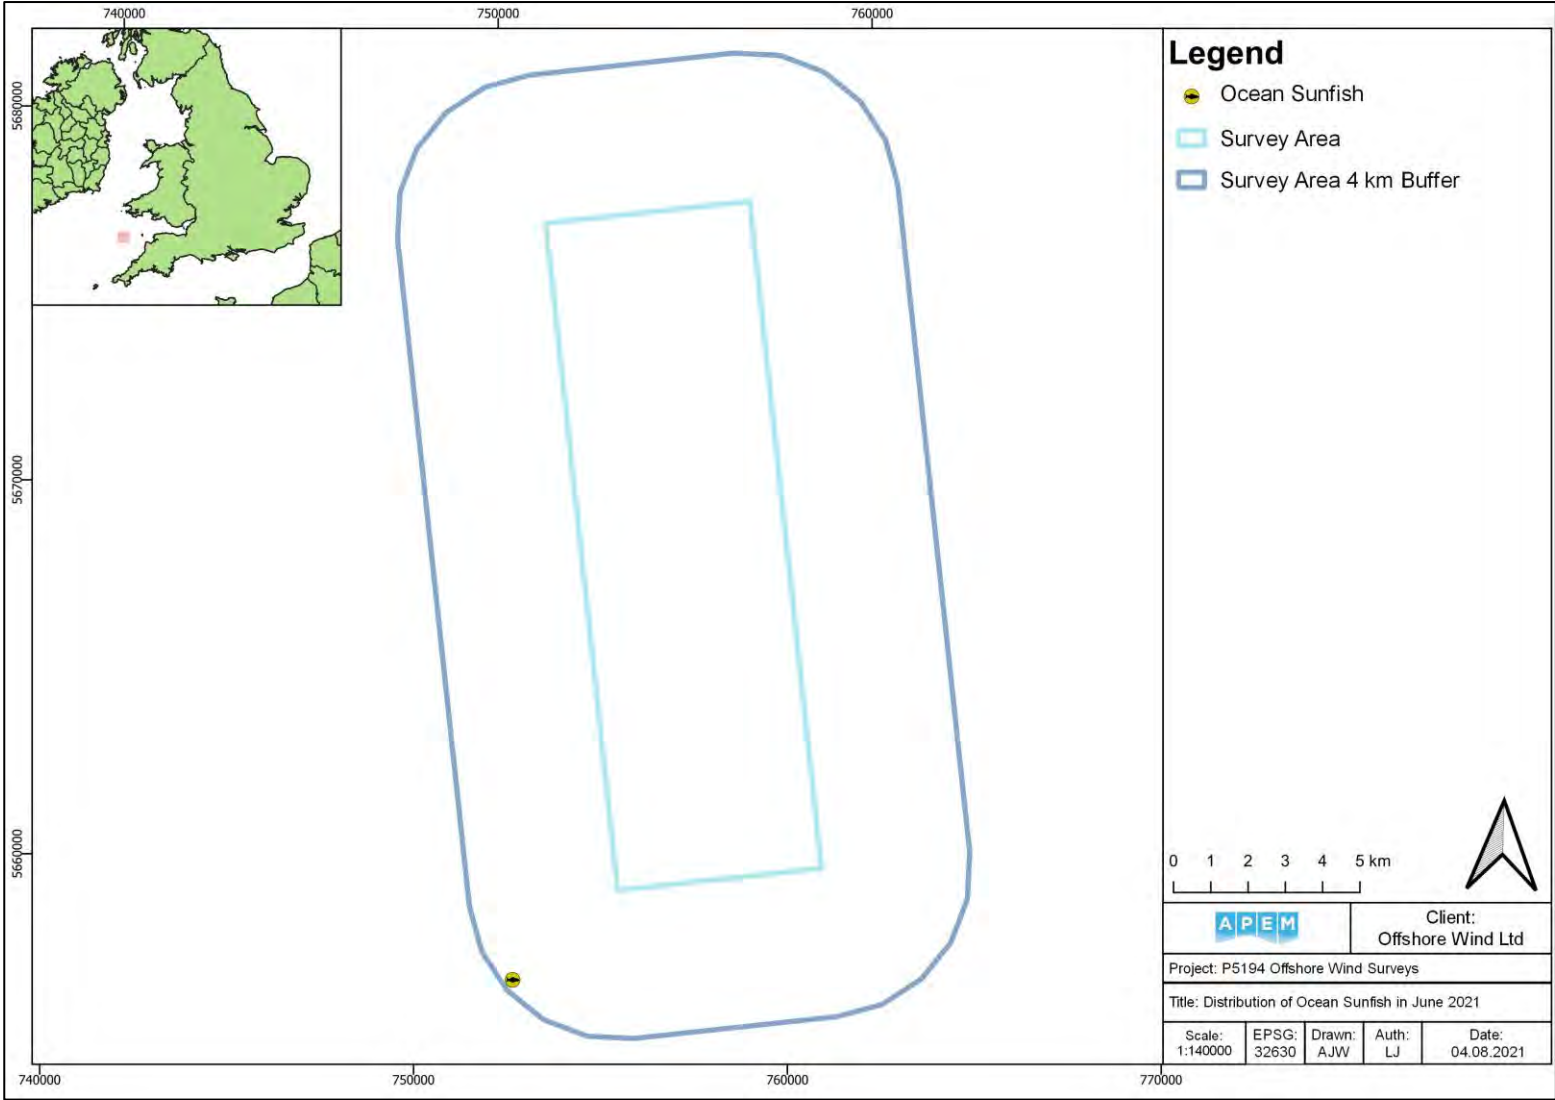 740000
750000
760000
5680000
5670000
5660000
Legend
Ocean Sunfish
Survey Area
Survey Area 4 km Buffer
0 1 2 3 4 5 km
APEM
Client:
Offshore Wind Ltd
Project: P5194 Offshore Wind Surveys
Title: Distribution of Ocean Sunfish in June 2021
Scale:
1:140000
EPSG:
32630
Drawn:
AJW
Auth:
LJ
Date:
04.08.2021
740000
750000
760000
770000